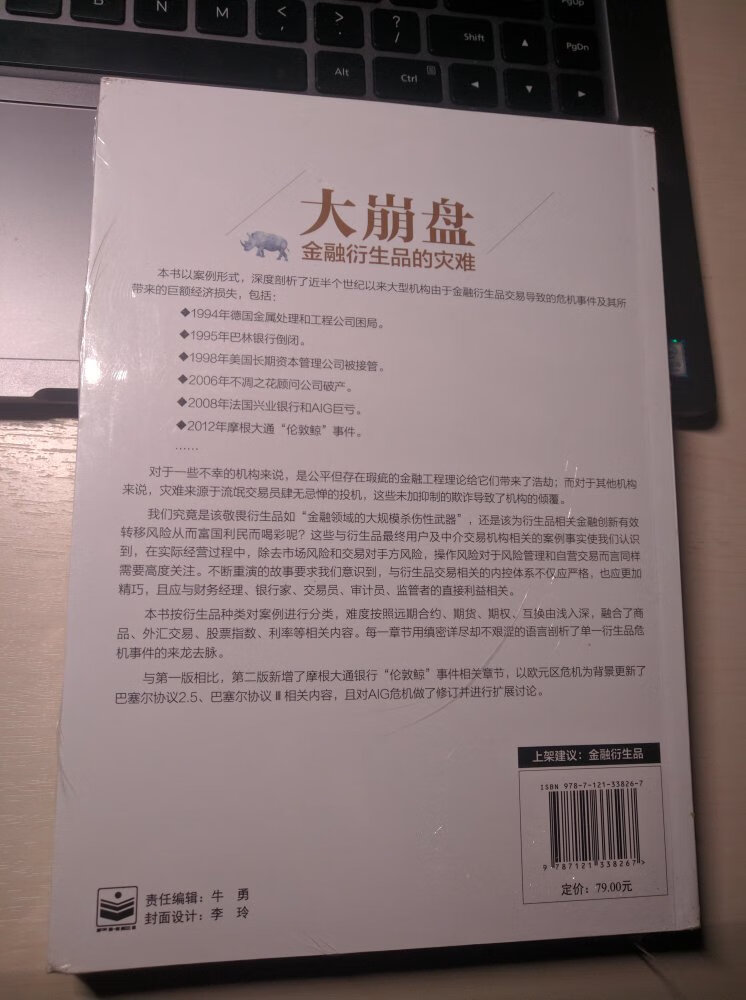 B N M < , > . ? / Shift ▲ PgUp
PgDn
Alt Ctrl ◄ ▼ ►
大崩盘
金融衍生品的灾难
本书以案例形式，深度剖析了近半个世纪以来大型机构由于金融衍生品交易导致的危机事件及其所
带来的巨额经济损失，包括：
◆1994年德国金属处理和工程公司困局。
◆1995年巴林银行倒闭。
◆1998年美国长期资本管理公司被接管。
◆2006年不凋之花顾问公司破产。
◆2008年法国兴业银行和AIG巨亏。
◆2012年摩根大通“伦敦鲸”事件。
……
对于一些不幸的机构来说，是公平但存在瑕疵的金融工程理论给它们带来了浩劫；而对于其他机构
来说，灾难来源于流氓交易员肆无忌惮的投机，这些未加抑制的欺诈导致了机构的倾覆。
我们究竟是该敬畏衍生品如“金融领域的大规模杀伤性武器”，还是该为衍生品相关金融创新有效
转移风险从而富国利民而喝彩呢？这些与衍生品最终用户及中介交易机构相关的案例事实使我们认识
到，在实际经营过程中，除去市场风险和交易对手方风险，操作风险对于风险管理和自营交易而言同样
需要高度关注。不断重演的故事要求我们意识到，与衍生品交易相关的内控体系不仅应严格，也应更加
精巧，且应与财务经理、银行家、交易员、审计员、监管者的直接利益相关。
本书按衍生品种类对案例进行分类，难度按照远期合约、期货、期权、互换由浅入深，融合了商
品、外汇交易、股票指数、利率等相关内容。每一章节用缜密详尽却不艰涩的语言剖析了单一衍生品危
机事件的来龙去脉。
与第一版相比，第二版新增了摩根大通银行“伦敦鲸”事件相关章节，以欧元区危机为背景更新了
巴塞尔协议2.5、巴塞尔协议Ⅲ相关内容，且对AIG危机做了修订并进行扩展讨论。
上架建议：金融衍生品
ISBN 978-7-121-33826-7
9 787121 338267 >
定价：79.00元
PHEI
责任编辑：牛 勇
封面设计：李 玲